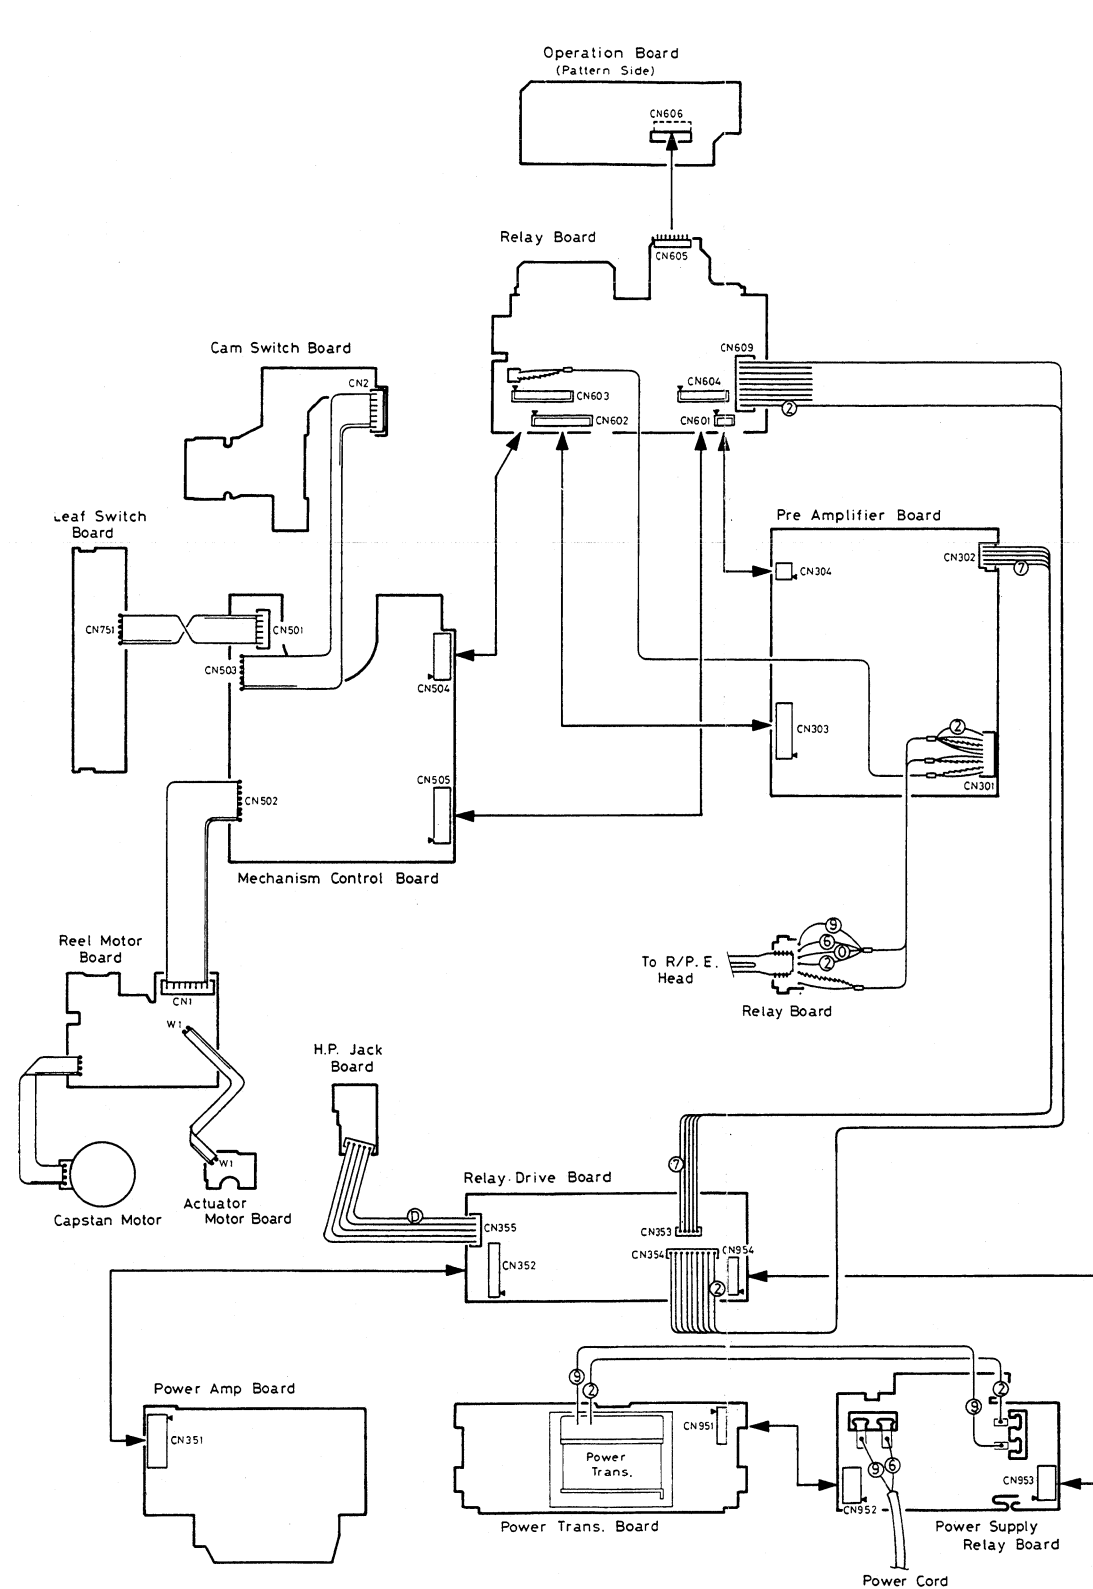 Operation Board
(Pattern Side)
CN606
Relay Board
CN605
Cam Switch Board
CN2
CN609
CN603
CN604
CN602
CN601
2
Leaf Switch
Board
Pre Amplifier Board
CN302
7
CN304
CN751
CN501
CN503
CN504
CN303
2
CN505
CN301
CN502
Mechanism Control Board
Reel Motor
Board
9
6
0
2
To R/P.E.
Head
Relay Board
CN1
W1
H.P. Jack
Board
W1
Capstan Motor
Actuator
Motor Board
Relay Drive Board
7
D
CN355
CN353
CN354
CN954
CN352
2
Power Amp Board
CN351
9
2
CN951
Power
Trans.
Power Trans. Board
2
9
9
6
CN953
CN952
Power Supply
Relay Board
Power Cord